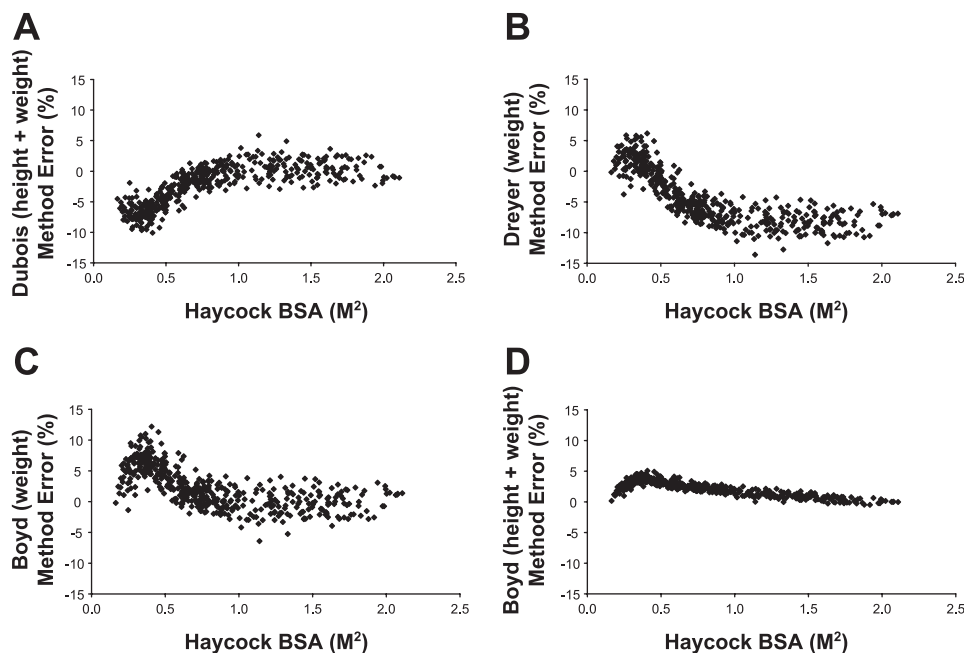 A
Dubois (height + weight)
Method Error (%)
15
10
5
0
-5
-10
-15
0.0 0.5 1.0 1.5 2.0 2.5
Haycock BSA (M²)
B
Dreyer (weight)
Method Error (%)
15
10
5
0
-5
-10
-15
0.0 0.5 1.0 1.5 2.0 2.5
Haycock BSA (M²)
C
Boyd (weight)
Method Error (%)
15
10
5
0
-5
-10
-15
0.0 0.5 1.0 1.5 2.0 2.5
Haycock BSA (M²)
D
Boyd (height + weight)
Method Error (%)
15
10
5
0
-5
-10
-15
0.0 0.5 1.0 1.5 2.0 2.5
Haycock BSA (M²)